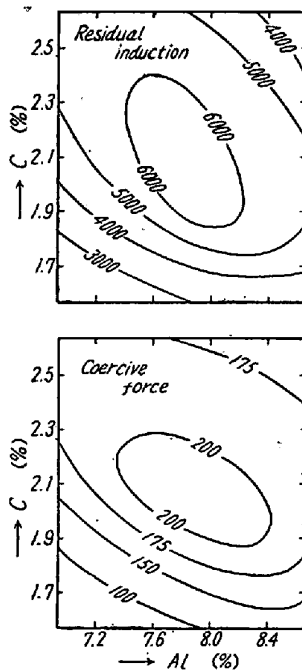 Residual
induction
2.5
2.3
2.1
1.9
1.7
→ C (%)
4000
5000
6000
6000
5000
4000
3000
Coercive
force
2.5
2.3
2.1
1.9
1.7
→ C (%)
175
200
200
175
150
100
7.2 7.6 8.0 8.4
→ Al (%)